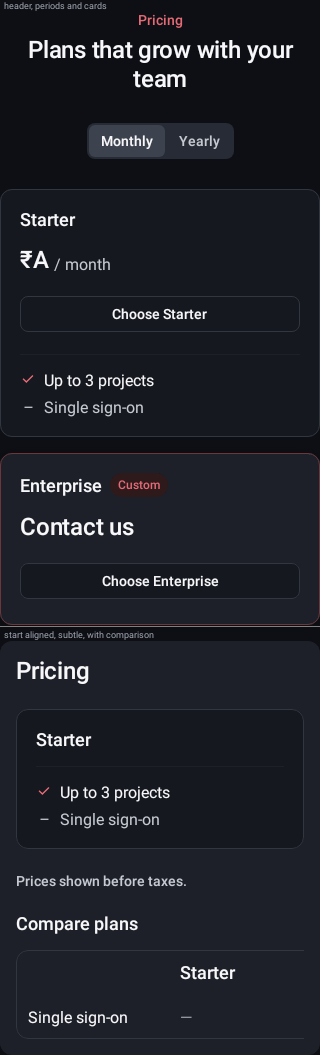 header, periods and cards
Pricing
Plans that grow with your
team
Monthly Yearly
Starter
₹A / month
Choose Starter
✓ Up to 3 projects
– Single sign-on
Enterprise Custom
Contact us
Choose Enterprise
start aligned, subtle, with comparison
Pricing
Starter
✓ Up to 3 projects
– Single sign-on
Prices shown before taxes.
Compare plans
Starter
Single sign-on —